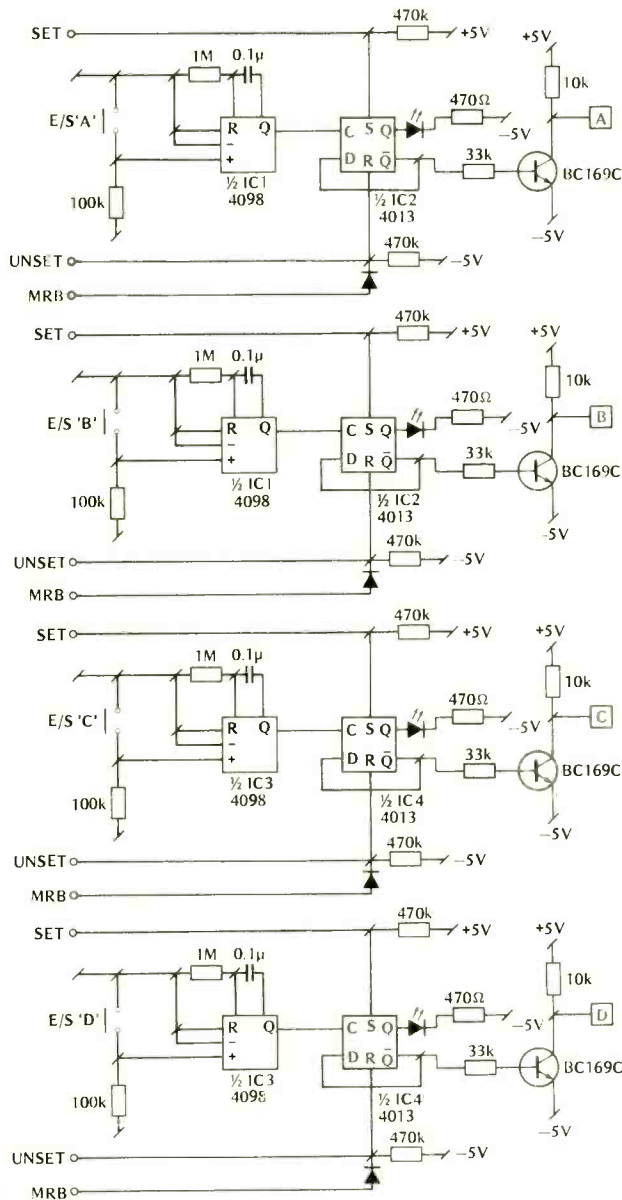 470k
SET
+5V
+5V
1M
0.1µ
10k
470Ω
E/S 'A'
R
Q
C S Q
A
−
−5V
+
D R Q̄
33k
BC169C
½ IC1
4098
½ IC2
4013
100k
470k
−5V
UNSET
−5V
MRB
470k
SET
+5V
+5V
1M
0.1µ
10k
470Ω
E/S 'B'
R
Q
C S Q
B
−
−5V
+
D R Q̄
33k
BC169C
½ IC1
4098
½ IC2
4013
100k
470k
−5V
UNSET
−5V
MRB
470k
SET
+5V
+5V
1M
0.1µ
10k
470Ω
E/S 'C'
R
Q
C S Q
C
−
−5V
+
D R Q̄
33k
BC169C
½ IC3
4098
½ IC4
4013
100k
470k
−5V
UNSET
−5V
MRB
470k
SET
+5V
+5V
1M
0.1µ
10k
470Ω
E/S 'D'
R
Q
C S Q
D
−
−5V
+
D R Q̄
33k
BC169C
½ IC3
4098
½ IC4
4013
100k
470k
−5V
UNSET
−5V
MRB